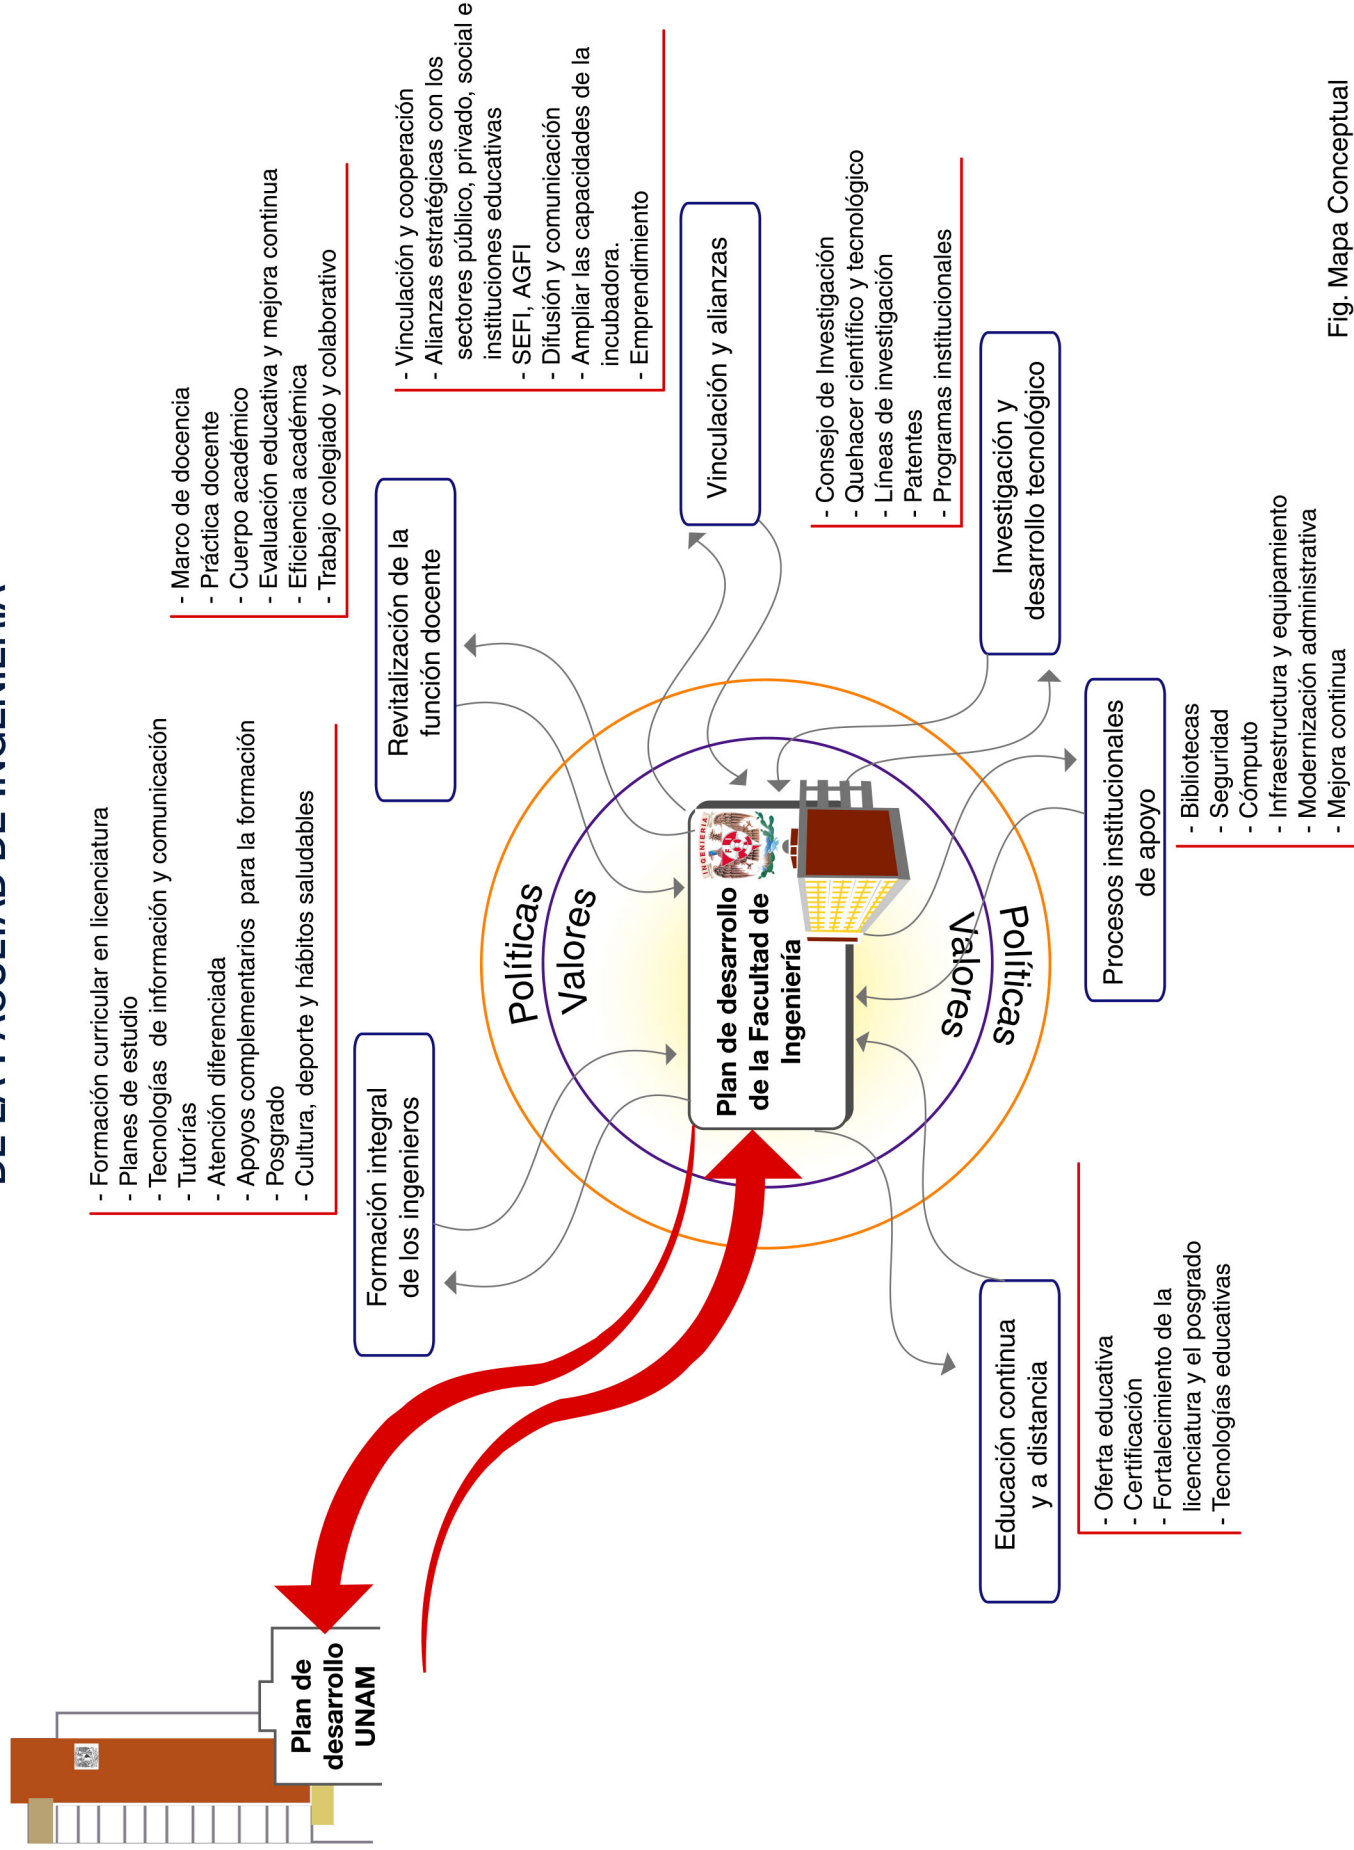 DE LA FACULTAD DE INGENIERÍA
- Formación curricular en licenciatura
- Planes de estudio
- Tecnologías de información y comunicación
- Tutorías
- Atención diferenciada
- Apoyos complementarios para la formación
- Posgrado
- Cultura, deporte y hábitos saludables
Formación integral
de los ingenieros
- Marco de docencia
- Práctica docente
- Cuerpo académico
- Evaluación educativa y mejora continua
- Eficiencia académica
- Trabajo colegiado y colaborativo
Revitalización de la
función docente
- Vinculación y cooperación
- Alianzas estratégicas con los
sectores público, privado, social e
instituciones educativas
- SEFI, AGFI
- Difusión y comunicación
- Ampliar las capacidades de la
incubadora.
- Emprendimiento
Vinculación y alianzas
Plan de
desarrollo
UNAM
Políticas
Valores
INGENIERIA
Plan de desarrollo
de la Facultad de
Ingeniería
Valores
Políticas
- Consejo de Investigación
- Quehacer científico y tecnológico
- Líneas de investigación
- Patentes
- Programas institucionales
Investigación y
desarrollo tecnológico
Educación continua
y a distancia
- Oferta educativa
- Certificación
- Fortalecimiento de la
licenciatura y el posgrado
- Tecnologías educativas
Procesos institucionales
de apoyo
- Bibliotecas
- Seguridad
- Cómputo
- Infraestructura y equipamiento
- Modernización administrativa
- Mejora continua
Fig. Mapa Conceptual